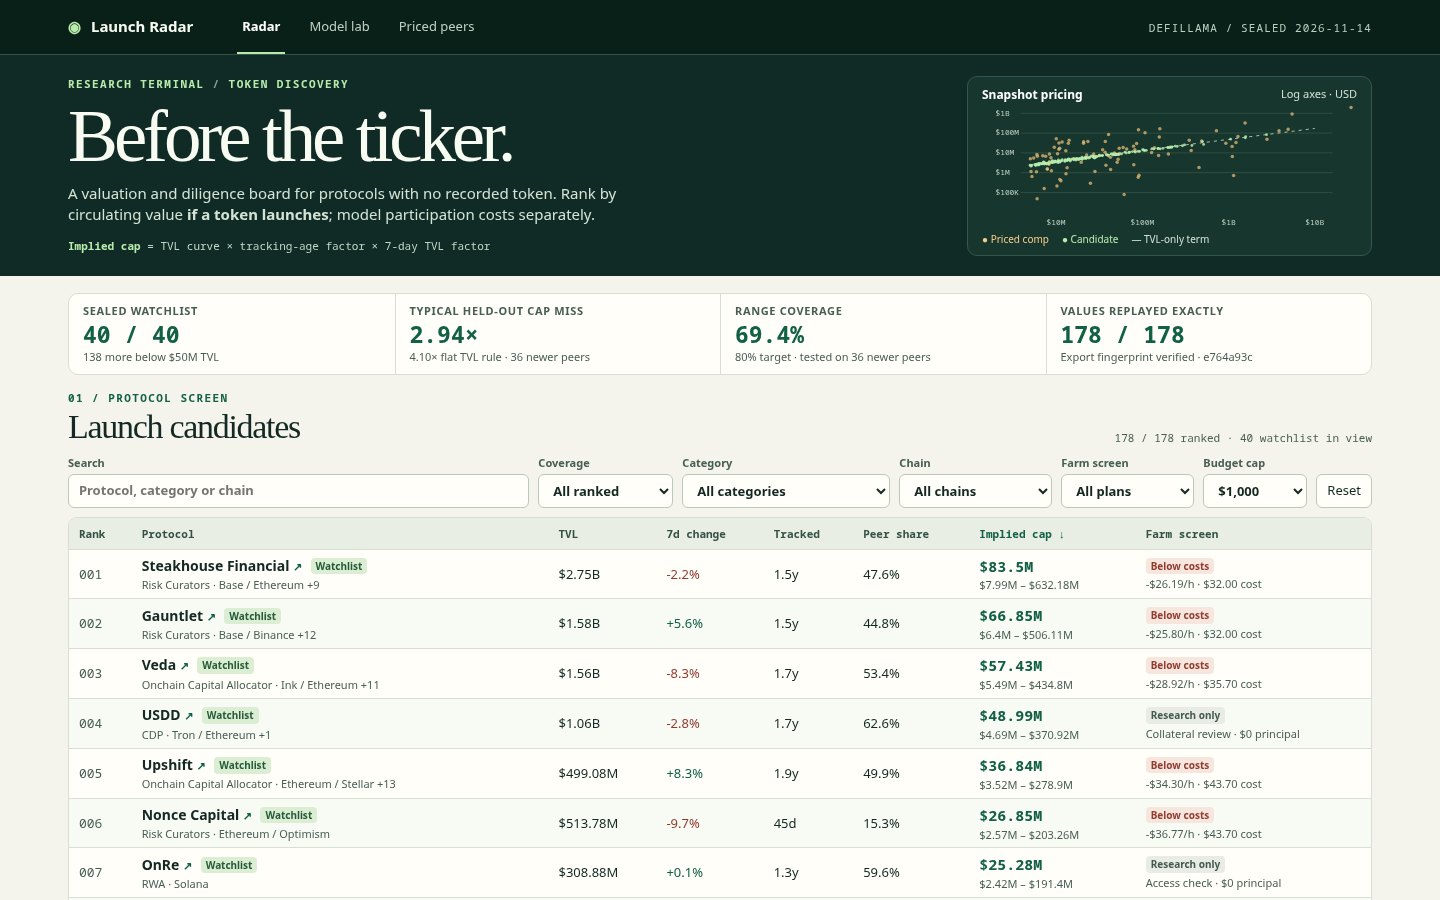 ◉ Launch Radar Radar Model lab Priced peers DEFILLAMA / SEALED 2026-11-14
RESEARCH TERMINAL / TOKEN DISCOVERY
Before the ticker.
A valuation and diligence board for protocols with no recorded token. Rank by
circulating value if a token launches; model participation costs separately.
Implied cap = TVL curve × tracking-age factor × 7-day TVL factor
Snapshot pricing Log axes · USD
$1B
$100M
$10M
$1M
$100K
$10M $100M $1B $10B
● Priced comp ● Candidate — TVL-only term
SEALED WATCHLIST
40 / 40
138 more below $50M TVL
TYPICAL HELD-OUT CAP MISS
2.94×
4.10× flat TVL rule · 36 newer peers
RANGE COVERAGE
69.4%
80% target · tested on 36 newer peers
VALUES REPLAYED EXACTLY
178 / 178
Export fingerprint verified · e764a93c
01 / PROTOCOL SCREEN
Launch candidates
178 / 178 ranked · 40 watchlist in view
Search Coverage Category Chain Farm screen Budget cap
Protocol, category or chain All ranked All categories All chains All plans $1,000 Reset
Rank Protocol TVL 7d change Tracked Peer share Implied cap ↓ Farm screen
001 Steakhouse Financial ↗ Watchlist $2.75B -2.2% 1.5y 47.6% $83.5M Below costs
Risk Curators · Base / Ethereum +9 $7.99M – $632.18M -$26.19/h · $32.00 cost
002 Gauntlet ↗ Watchlist $1.58B +5.6% 1.5y 44.8% $66.85M Below costs
Risk Curators · Base / Binance +12 $6.4M – $506.11M -$25.80/h · $32.00 cost
003 Veda ↗ Watchlist $1.56B -8.3% 1.7y 53.4% $57.43M Below costs
Onchain Capital Allocator · Ink / Ethereum +11 $5.49M – $434.8M -$28.92/h · $35.70 cost
004 USDD ↗ Watchlist $1.06B -2.8% 1.7y 62.6% $48.99M Research only
CDP · Tron / Ethereum +1 $4.69M – $370.92M Collateral review · $0 principal
005 Upshift ↗ Watchlist $499.08M +8.3% 1.9y 49.9% $36.84M Below costs
Onchain Capital Allocator · Ethereum / Stellar +13 $3.52M – $278.9M -$34.30/h · $43.70 cost
006 Nonce Capital ↗ Watchlist $513.78M -9.7% 45d 15.3% $26.85M Below costs
Risk Curators · Ethereum / Optimism $2.57M – $203.26M -$36.77/h · $43.70 cost
007 OnRe ↗ Watchlist $308.88M +0.1% 1.3y 59.6% $25.28M Research only
RWA · Solana $2.42M – $191.4M Access check · $0 principal